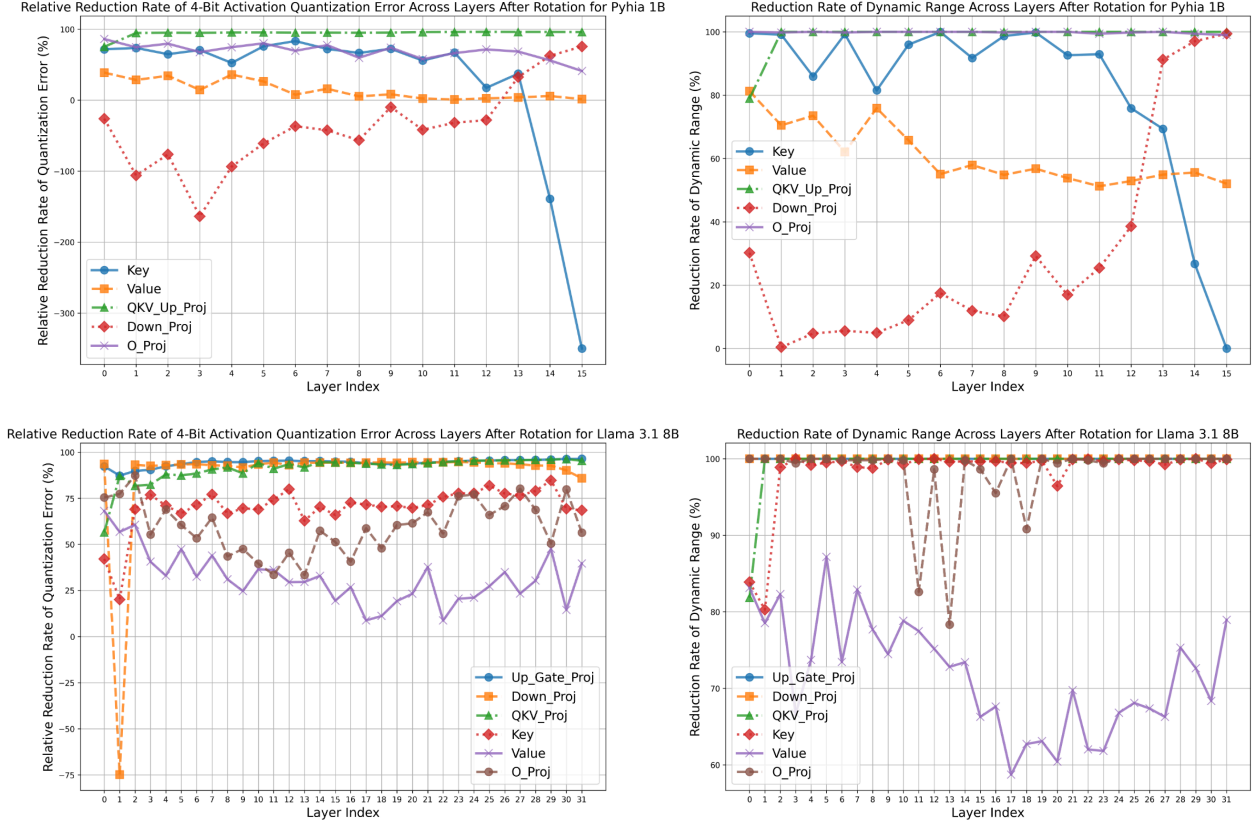 Relative Reduction Rate of 4-Bit Activation Quantization Error Across Layers After Rotation for Pyhia 1B
Relative Reduction Rate of Quantization Error (%)
100
0
−100
−200
−300
Key
Value
QKV_Up_Proj
Down_Proj
O_Proj
0 1 2 3 4 5 6 7 8 9 10 11 12 13 14 15
Layer Index
Reduction Rate of Dynamic Range Across Layers After Rotation for Pyhia 1B
Reduction Rate of Dynamic Range (%)
100
80
60
40
20
0
Key
Value
QKV_Up_Proj
Down_Proj
O_Proj
0 1 2 3 4 5 6 7 8 9 10 11 12 13 14 15
Layer Index
Relative Reduction Rate of 4-Bit Activation Quantization Error Across Layers After Rotation for Llama 3.1 8B
Relative Reduction Rate of Quantization Error (%)
100
75
50
25
0
−25
−50
−75
Up_Gate_Proj
Down_Proj
QKV_Proj
Key
Value
O_Proj
0 1 2 3 4 5 6 7 8 9 10 11 12 13 14 15 16 17 18 19 20 21 22 23 24 25 26 27 28 29 30 31
Layer Index
Reduction Rate of Dynamic Range Across Layers After Rotation for Llama 3.1 8B
Reduction Rate of Dynamic Range (%)
100
90
80
70
60
Up_Gate_Proj
Down_Proj
QKV_Proj
Key
Value
O_Proj
0 1 2 3 4 5 6 7 8 9 10 11 12 13 14 15 16 17 18 19 20 21 22 23 24 25 26 27 28 29 30 31
Layer Index